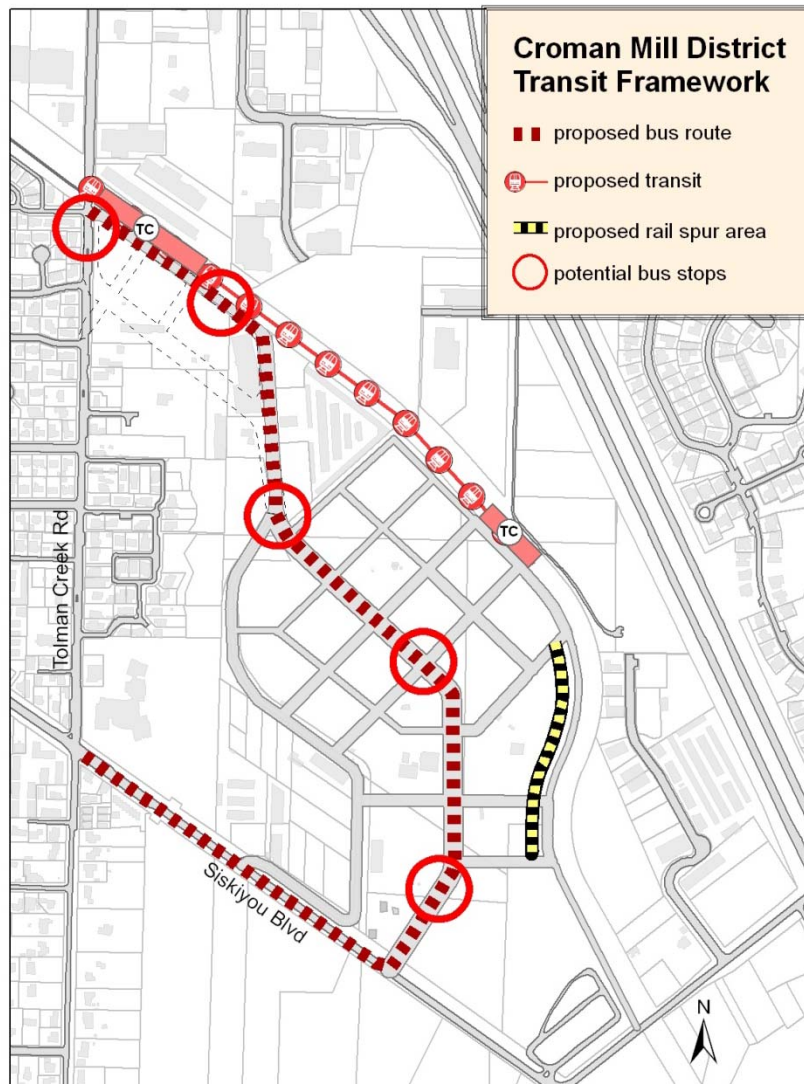 Croman Mill District
Transit Framework
proposed bus route
proposed transit
proposed rail spur area
potential bus stops
TC
TC
Tolman Creek Rd
Siskiyou Blvd
N